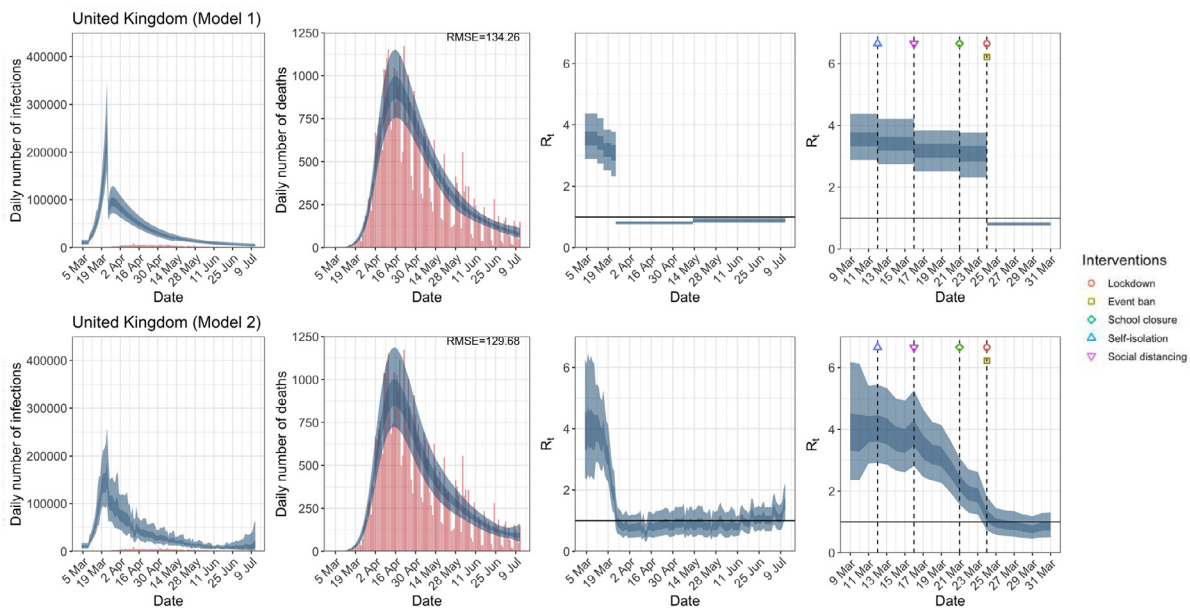 United Kingdom (Model 1)
Daily number of infections
400000
300000
200000
100000
0
5 Mar
19 Mar
2 Apr
16 Apr
30 Apr
14 May
28 May
11 Jun
25 Jun
9 Jul
Date
RMSE=134.26
Daily number of deaths
1250
1000
750
500
250
0
5 Mar
19 Mar
2 Apr
16 Apr
30 Apr
14 May
28 May
11 Jun
25 Jun
9 Jul
Date
Rt
6
4
2
0
5 Mar
19 Mar
2 Apr
16 Apr
30 Apr
14 May
28 May
11 Jun
25 Jun
9 Jul
Date
Rt
6
4
2
0
9 Mar
11 Mar
13 Mar
15 Mar
17 Mar
19 Mar
21 Mar
23 Mar
25 Mar
27 Mar
29 Mar
31 Mar
Date
Interventions
Lockdown
Event ban
School closure
Self-isolation
Social distancing
United Kingdom (Model 2)
Daily number of infections
400000
300000
200000
100000
0
5 Mar
19 Mar
2 Apr
16 Apr
30 Apr
14 May
28 May
11 Jun
25 Jun
9 Jul
Date
RMSE=129.68
Daily number of deaths
1250
1000
750
500
250
0
5 Mar
19 Mar
2 Apr
16 Apr
30 Apr
14 May
28 May
11 Jun
25 Jun
9 Jul
Date
Rt
6
4
2
0
5 Mar
19 Mar
2 Apr
16 Apr
30 Apr
14 May
28 May
11 Jun
25 Jun
9 Jul
Date
Rt
6
4
2
0
9 Mar
11 Mar
13 Mar
15 Mar
17 Mar
19 Mar
21 Mar
23 Mar
25 Mar
27 Mar
29 Mar
31 Mar
Date